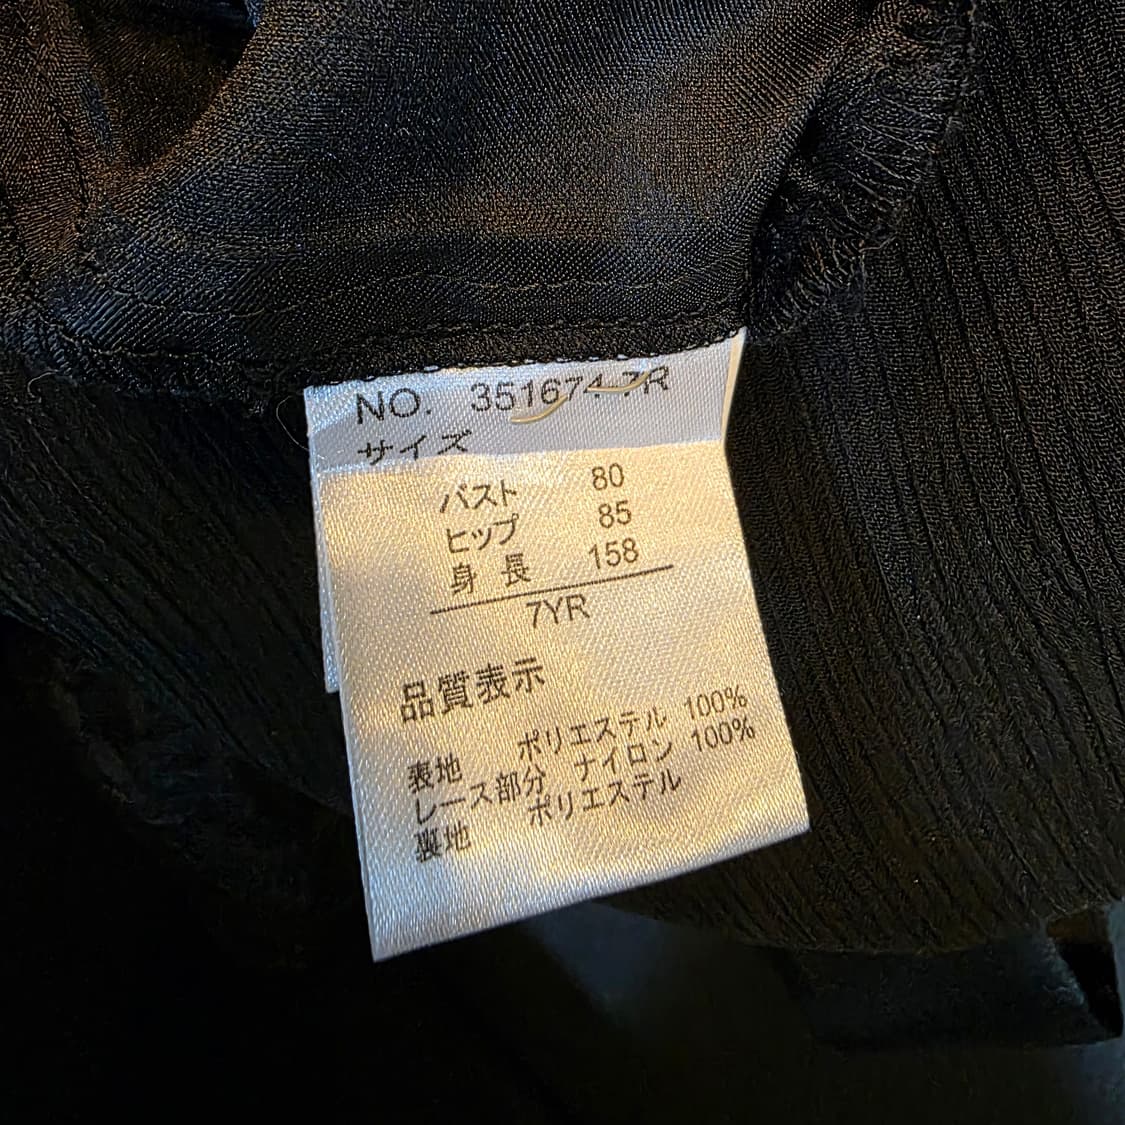 NO. 351674-7R
サイズ
バスト 80
ヒップ 85
身長 158
7YR
品質表示
表地 ポリエステル 100%
レース部分 ナイロン 100%
裏地 ポリエステル